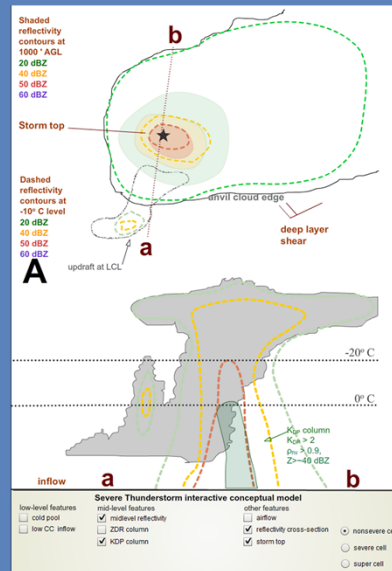 Shaded
reflectivity
contours at
1000 ' AGL
20 dBZ
40 dBZ
50 dBZ
60 dBZ
b
Storm top
Dashed
reflectivity
contours at
-10° C level
20 dBZ
40 dBZ
50 dBZ
60 dBZ
anvil cloud edge
deep layer
shear
a
updraft at LCL
A
-20° C
0° C
KDP column
KDR > 2
ρhv > 0.9,
Z>~40 dBZ
inflow
a
b
Severe Thunderstorm interactive conceptual model
low-level features
cold pool
low CC inflow
mid-level features
midlevel reflectivity
ZDR column
KDP column
other features
airflow
reflectivity cross-section
storm top
nonsevere ce
severe cell
super cell